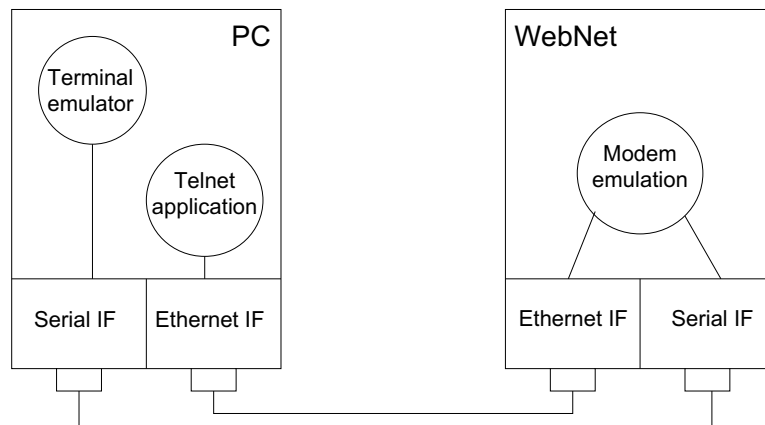 PC
Terminal
emulator
Telnet
application
Serial IF
Ethernet IF
WebNet
Modem
emulation
Ethernet IF
Serial IF